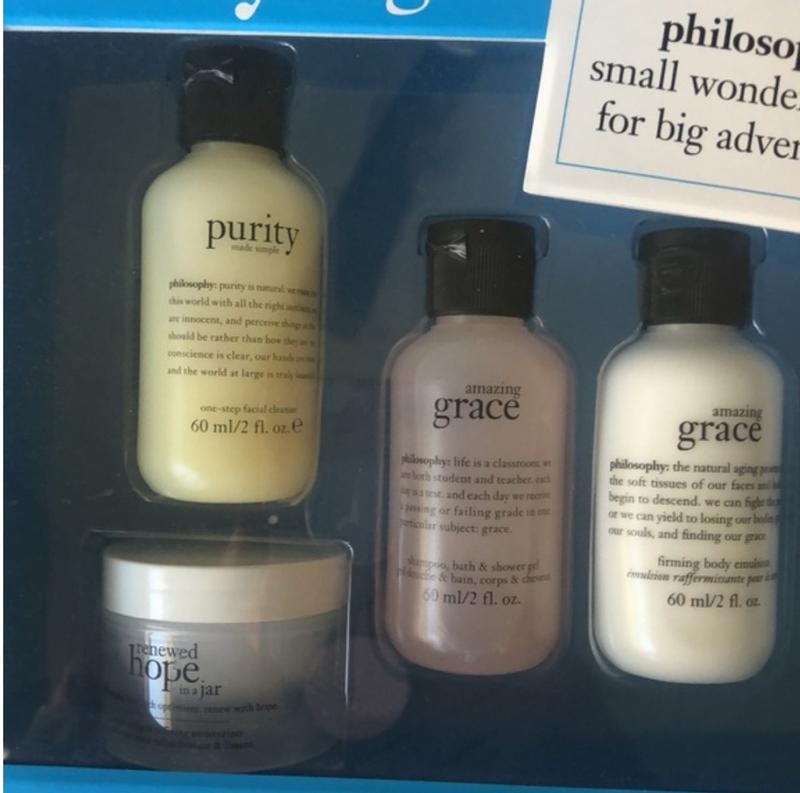 philosop
small wonde
for big adver
purity
made simple
philosophy: purity is natural. we
this world with all the right
are innocent, and perceive things
should be rather than how they
conscience is clear, our hands
and the world at large is truly
one-step facial cleanser
60 ml/2 fl. oz.e
amazing
grace
philosophy: life is a classroom. we
are both student and teacher. each
day is a test. and each day we receive
a passing or failing grade in one
particular subject: grace.
shampoo, bath & shower gel
gel douche & bain, corps & cheveux
60 ml/2 fl. oz.
amazing
grace
philosophy: the natural aging
the soft tissues of our faces and
begin to descend. we can fight
or we can yield to losing our
our souls, and finding our grace.
firming body emulsion
émulsion raffermissante pour
60 ml/2 fl. oz.
renewed
hope
in a jar
optimism. renew with hope.